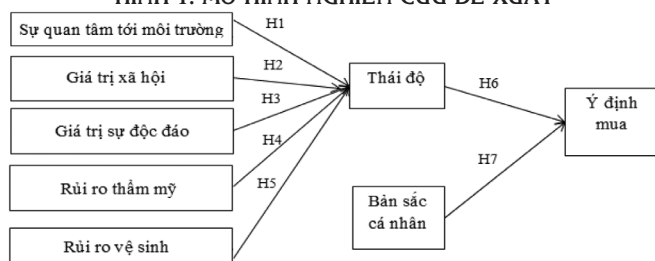 HÌNH 1: MÔ HÌNH NGHIÊN CỨU ĐỀ XUẤT
Sự quan tâm tới môi trường
H1
Giá trị xã hội
H2
Thái độ
H6
Giá trị sự độc đáo
H3
Ý định
mua
H4
Rủi ro thẩm mỹ
H7
H5
Bản sắc
cá nhân
Rủi ro vệ sinh